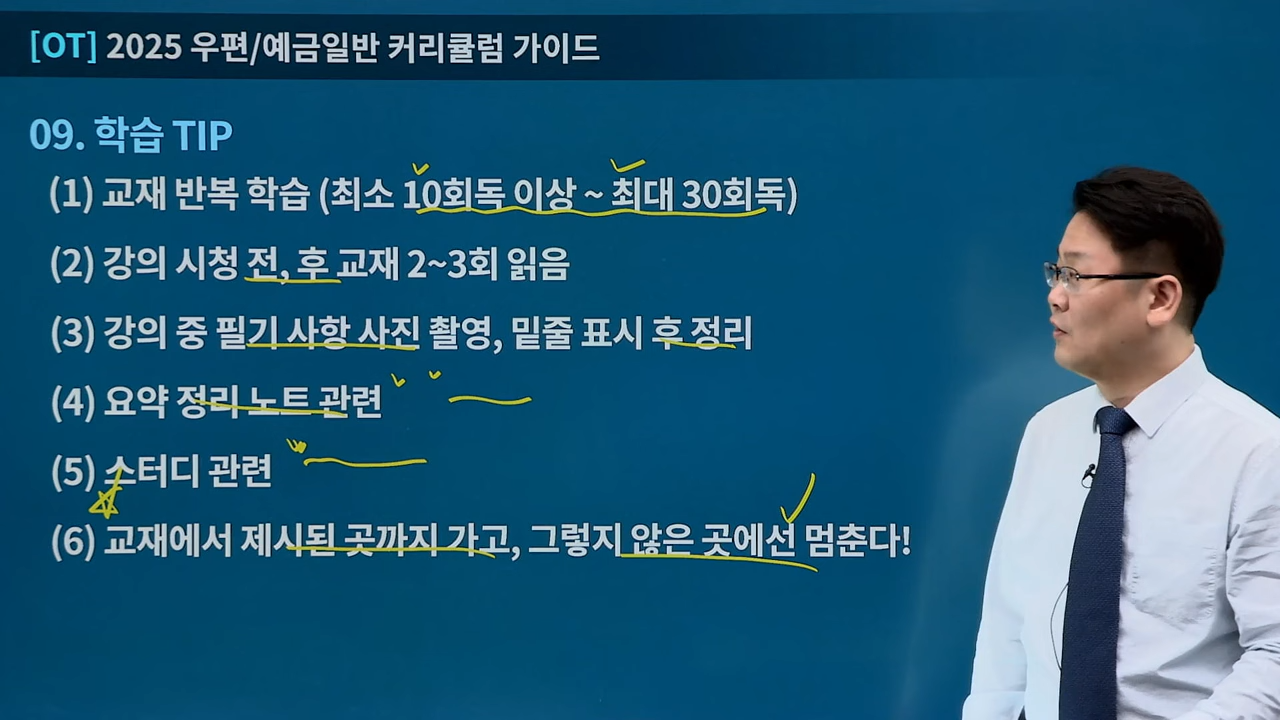 [OT] 2025 우편/예금일반 커리큘럼 가이드
09. 학습 TIP
(1) 교재 반복 학습 (최소 10회독 이상 ~ 최대 30회독)
(2) 강의 시청 전, 후 교재 2~3회 읽음
(3) 강의 중 필기 사항 사진 촬영, 밑줄 표시 후 정리
(4) 요약 정리 노트 관련
(5) 스터디 관련
(6) 교재에서 제시된 곳까지 가고, 그렇지 않은 곳에선 멈춘다!